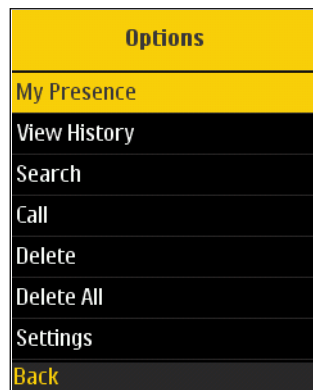 Options
My Presence
View History
Search
Call
Delete
Delete All
Settings
Back